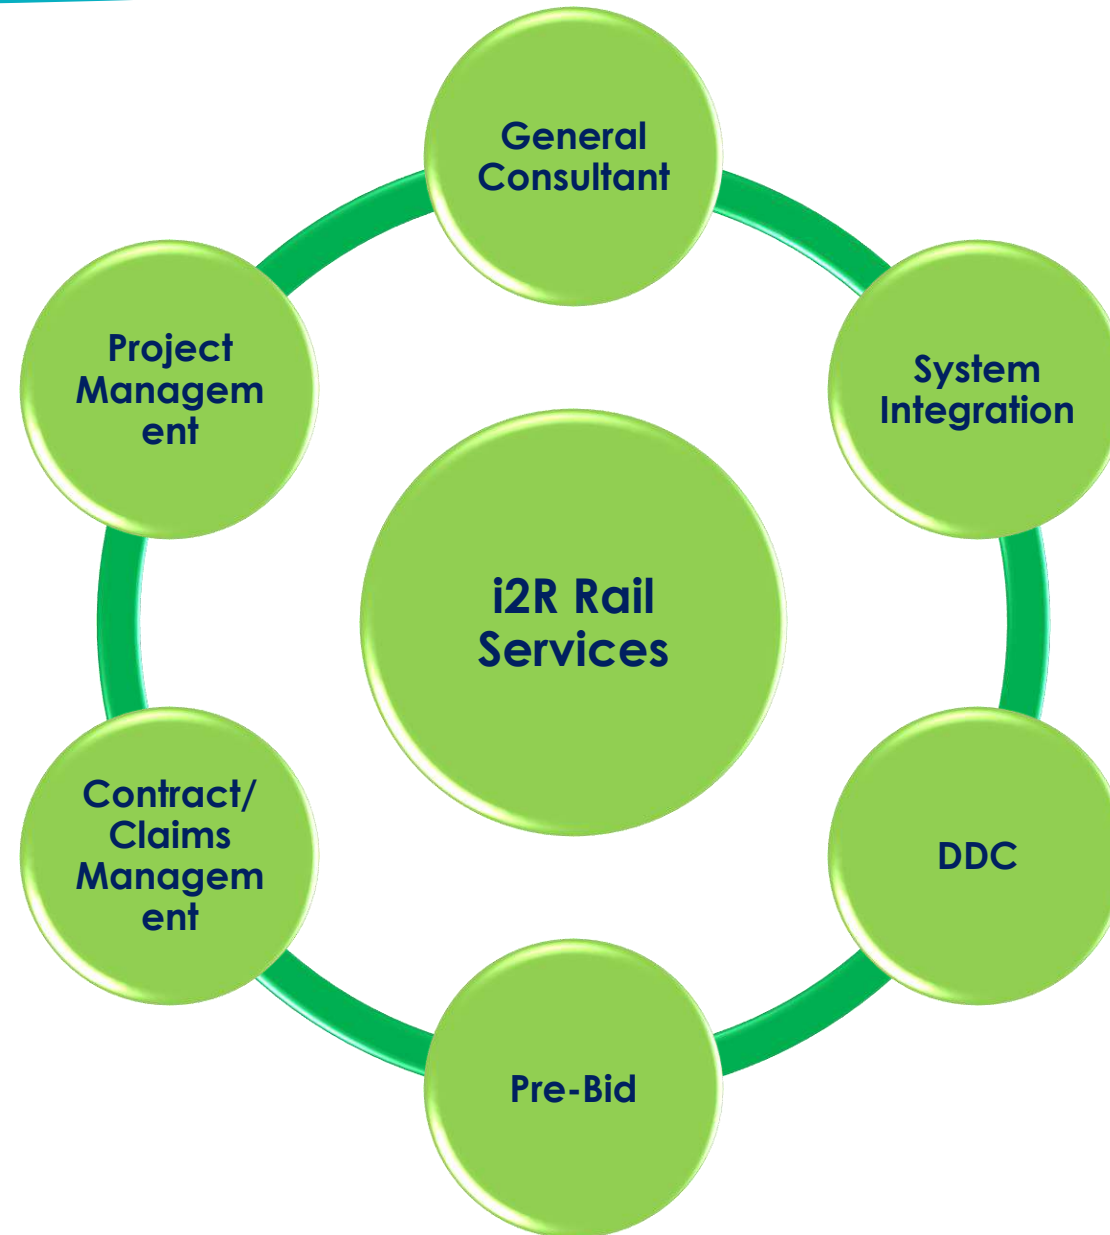 General
Consultant
System
Integration
DDC
Pre-Bid
Contract/
Claims
Managem
ent
Project
Managem
ent
i2R Rail
Services